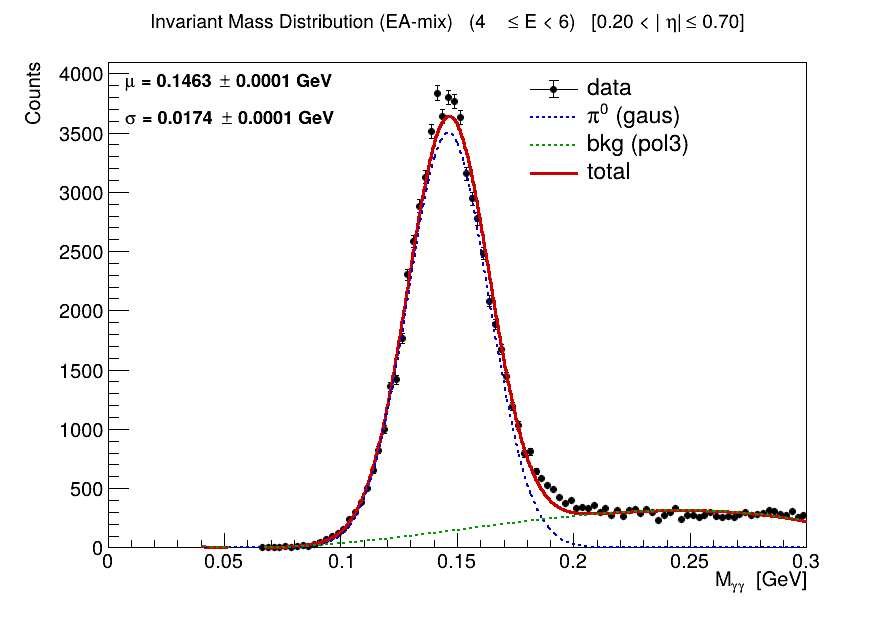 Invariant Mass Distribution (EA-mix) (4 ≤ E < 6) [0.20 < | η| ≤ 0.70]
Counts
4000
3500
3000
2500
2000
1500
1000
500
0
μ = 0.1463 ± 0.0001 GeV
σ = 0.0174 ± 0.0001 GeV
data
π⁰ (gaus)
bkg (pol3)
total
0 0.05 0.1 0.15 0.2 0.25 0.3
Mγγ [GeV]